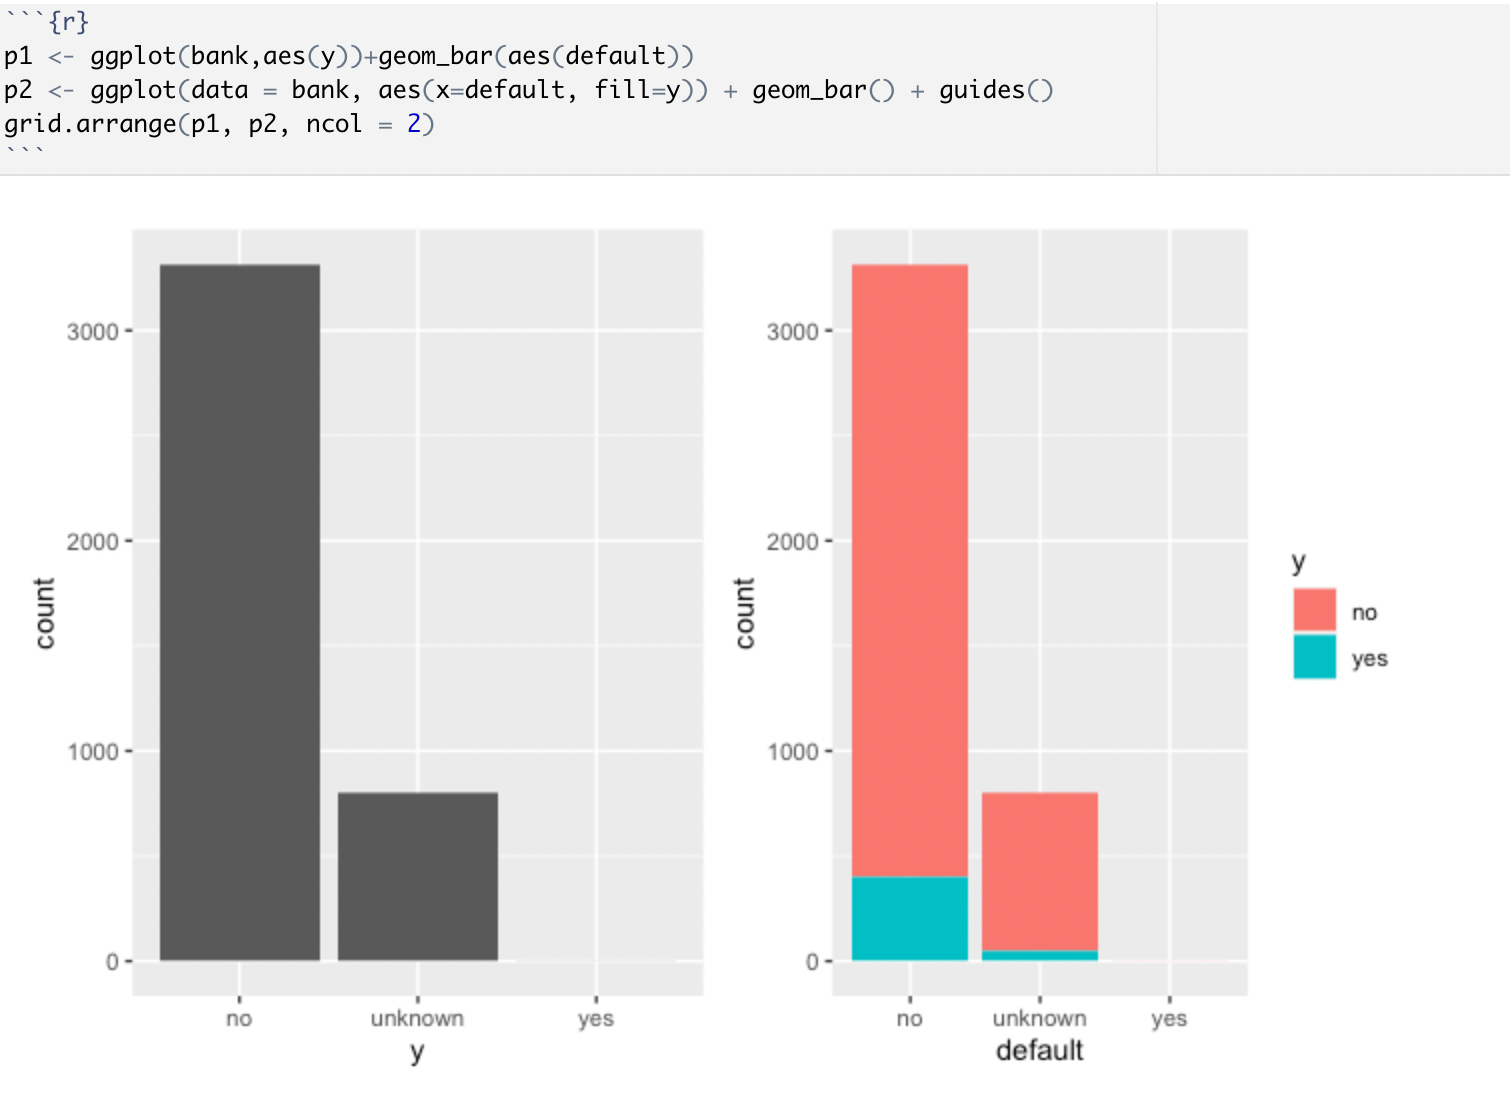 ```{r}
p1 <- ggplot(bank,aes(y))+geom_bar(aes(default))
p2 <- ggplot(data = bank, aes(x=default, fill=y)) + geom_bar() + guides()
grid.arrange(p1, p2, ncol = 2)
```
3000
2000
1000
0
count
no unknown yes
y
3000
2000
1000
0
count
no unknown yes
default
y
no
yes